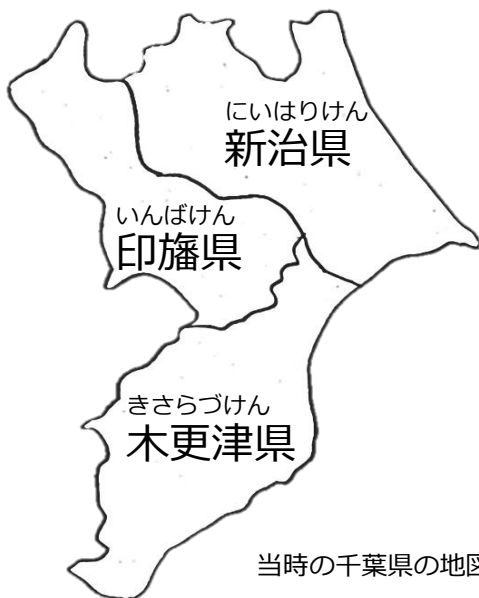 にいはりけん
新治県
いんばけん
印旛県
きさらづけん
木更津県
当時の千葉県の地図